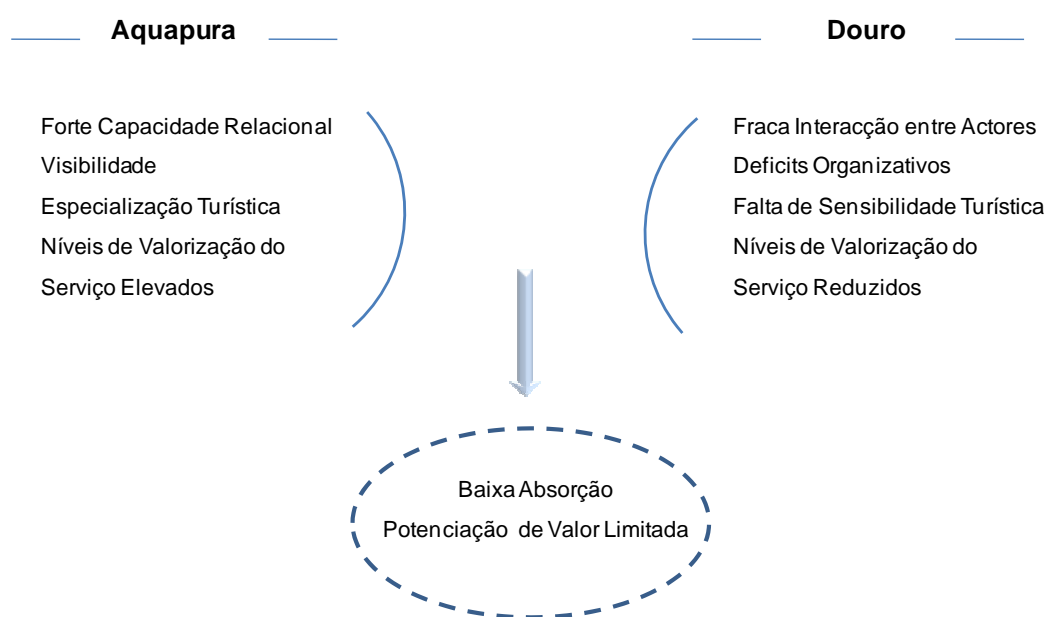 Aquapura
Forte Capacidade Relacional
Visibilidade
Especialização Turística
Níveis de Valorização do
Serviço Elevados
Douro
Fraca Interacção entre Actores
Deficits Organizativos
Falta de Sensibilidade Turística
Níveis de Valorização do
Serviço Reduzidos
Baixa Absorção
Potenciação de Valor Limitada